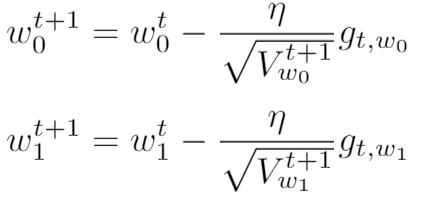 w_0^{t+1} = w_0^t - \frac{\eta}{\sqrt{V_{w_0}^{t+1}}} g_{t,w_0}
w_1^{t+1} = w_1^t - \frac{\eta}{\sqrt{V_{w_1}^{t+1}}} g_{t,w_1}